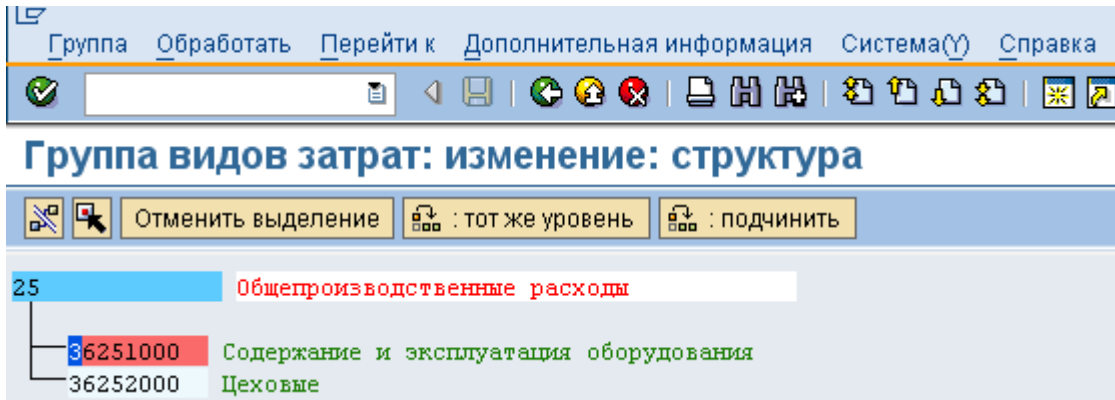 Группа Обработать Перейти к Дополнительная информация Система(Y) Справка
Группа видов затрат: изменение: структура
Отменить выделение : тот же уровень : подчинить
25 Общепроизводственные расходы
36251000 Содержание и эксплуатация оборудования
36252000 Цеховые